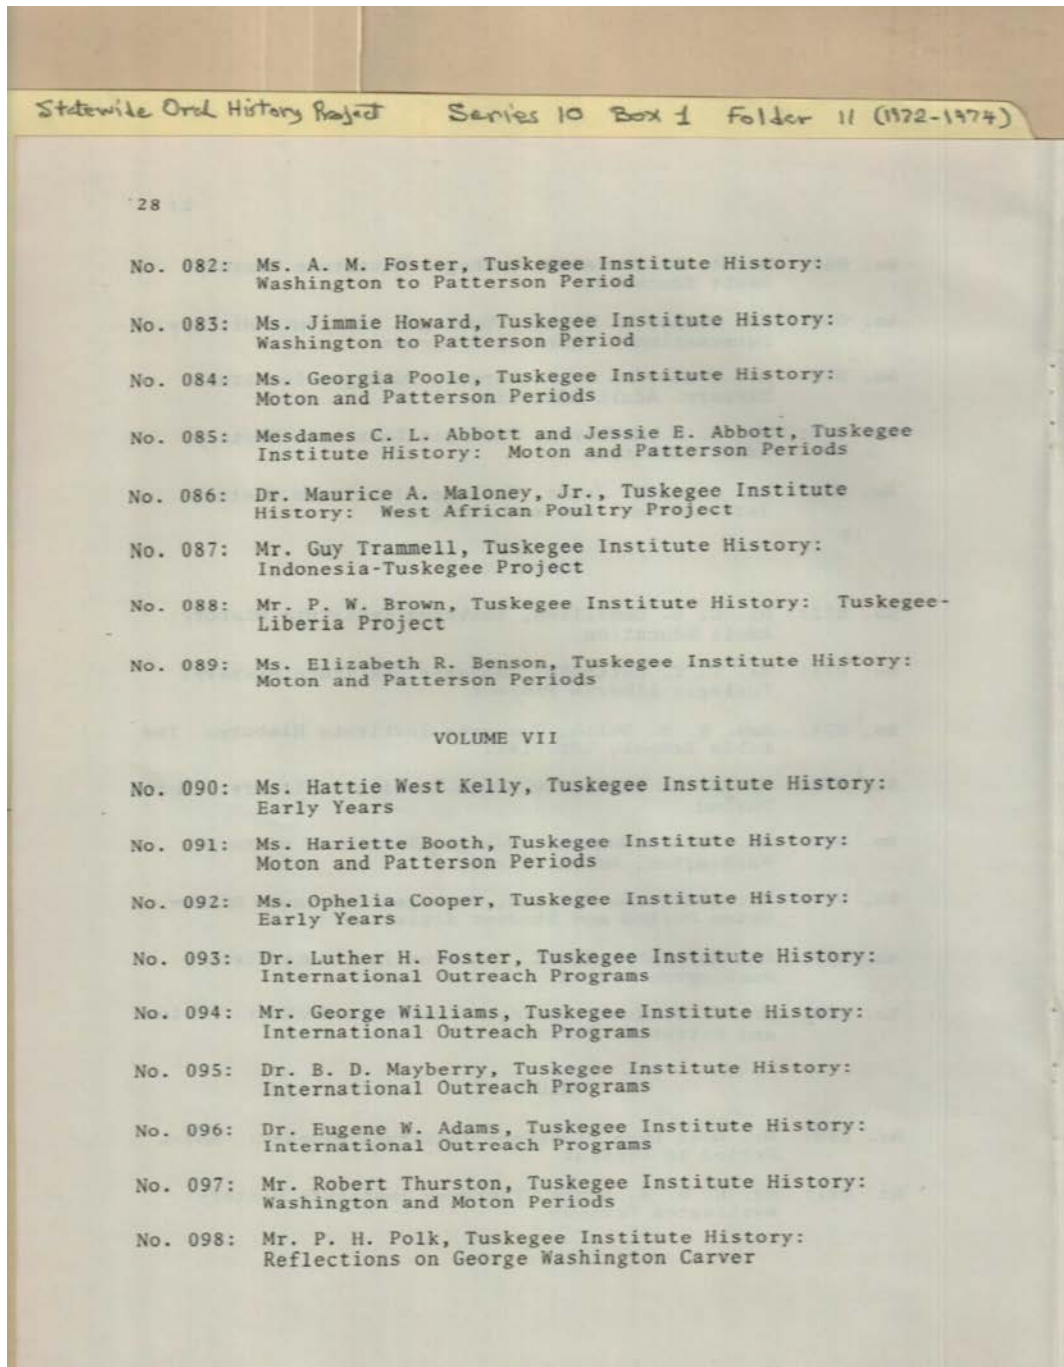 Statewide Oral History Project Series 10 Box 1 Folder 11 (1972-1974)
28
No. 082: Ms. A. M. Foster, Tuskegee Institute History:
Washington to Patterson Period
No. 083: Ms. Jimmie Howard, Tuskegee Institute History:
Washington to Patterson Period
No. 084: Ms. Georgia Poole, Tuskegee Institute History:
Moton and Patterson Periods
No. 085: Mesdames C. L. Abbott and Jessie E. Abbott, Tuskegee
Institute History: Moton and Patterson Periods
No. 086: Dr. Maurice A. Maloney, Jr., Tuskegee Institute
History: West African Poultry Project
No. 087: Mr. Guy Trammell, Tuskegee Institute History:
Indonesia-Tuskegee Project
No. 088: Mr. P. W. Brown, Tuskegee Institute History: Tuskegee-
Liberia Project
No. 089: Ms. Elizabeth R. Benson, Tuskegee Institute History:
Moton and Patterson Periods
VOLUME VII
No. 090: Ms. Hattie West Kelly, Tuskegee Institute History:
Early Years
No. 091: Ms. Hariette Booth, Tuskegee Institute History:
Moton and Patterson Periods
No. 092: Ms. Ophelia Cooper, Tuskegee Institute History:
Early Years
No. 093: Dr. Luther H. Foster, Tuskegee Institute History:
International Outreach Programs
No. 094: Mr. George Williams, Tuskegee Institute History:
International Outreach Programs
No. 095: Dr. B. D. Mayberry, Tuskegee Institute History:
International Outreach Programs
No. 096: Dr. Eugene W. Adams, Tuskegee Institute History:
International Outreach Programs
No. 097: Mr. Robert Thurston, Tuskegee Institute History:
Washington and Moton Periods
No. 098: Mr. P. H. Polk, Tuskegee Institute History:
Reflections on George Washington Carver